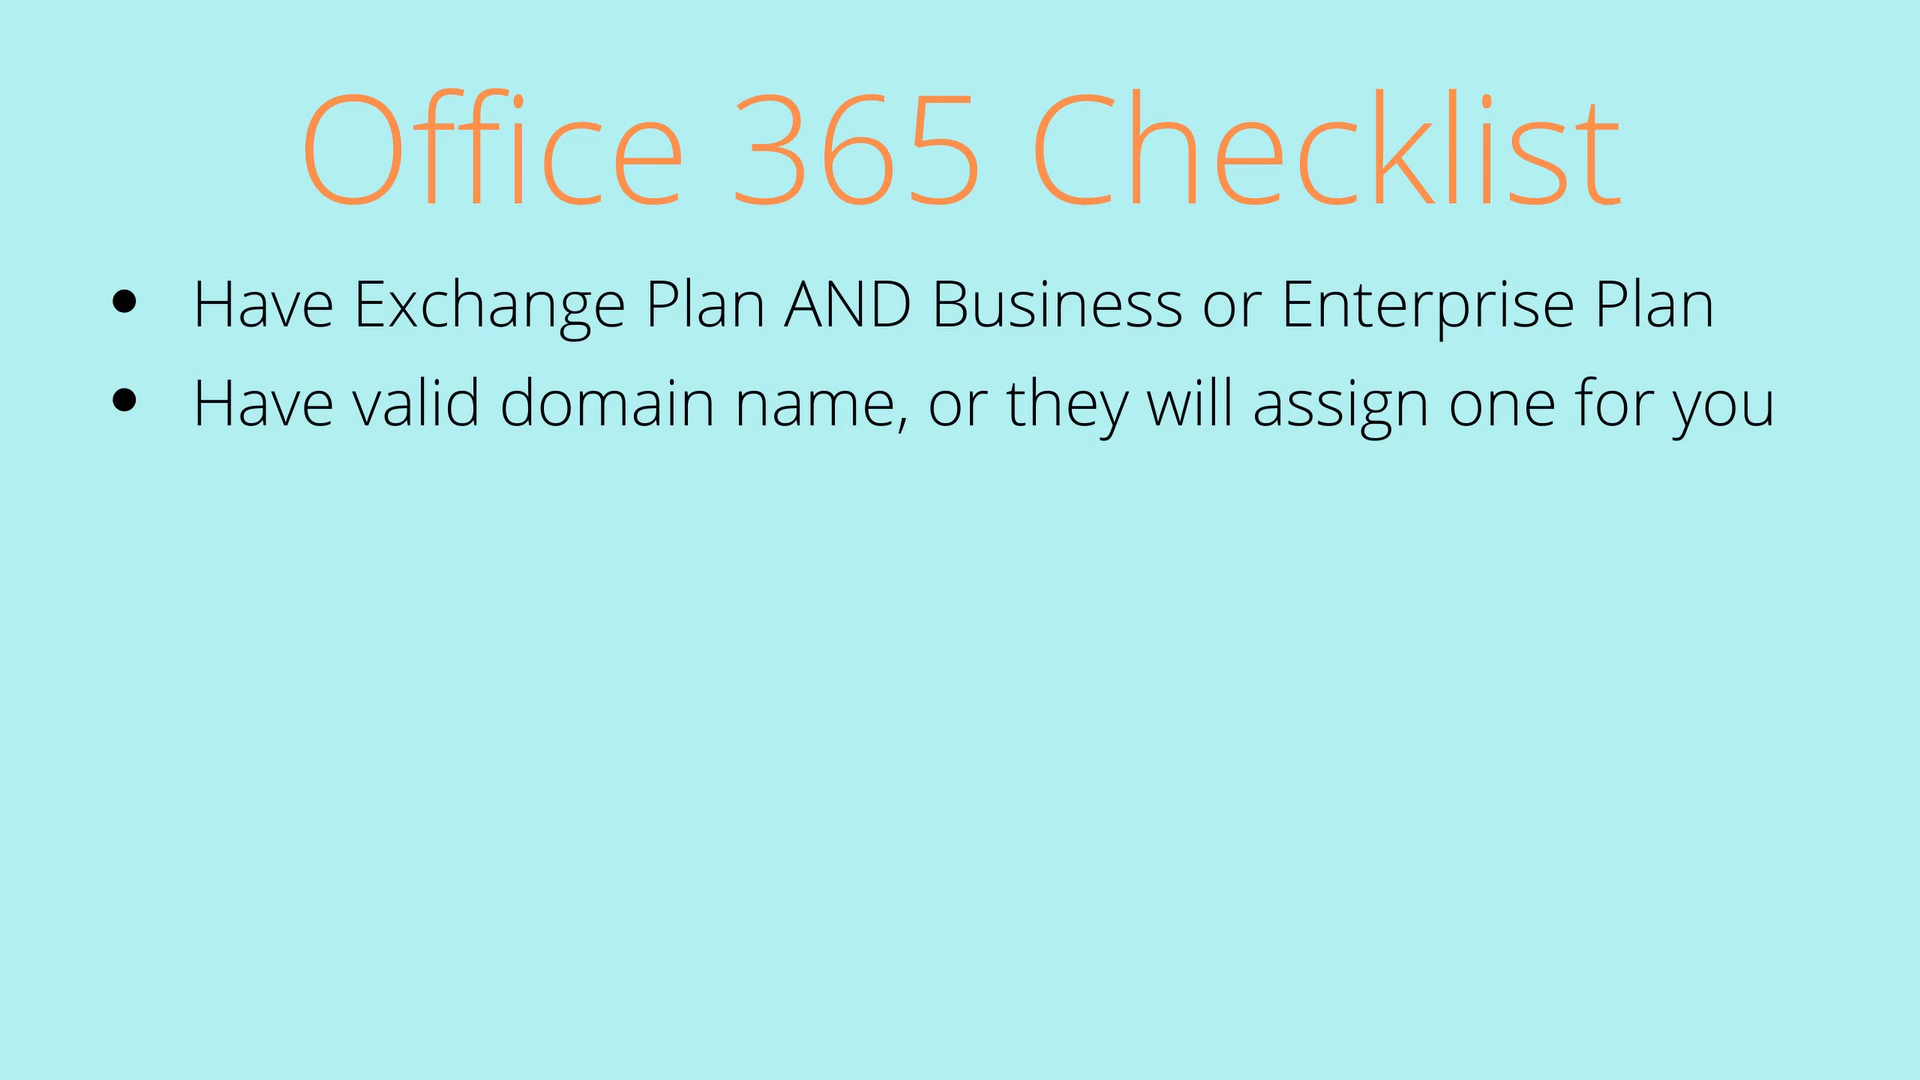 Office 365 Checklist
• Have Exchange Plan AND Business or Enterprise Plan
• Have valid domain name, or they will assign one for you